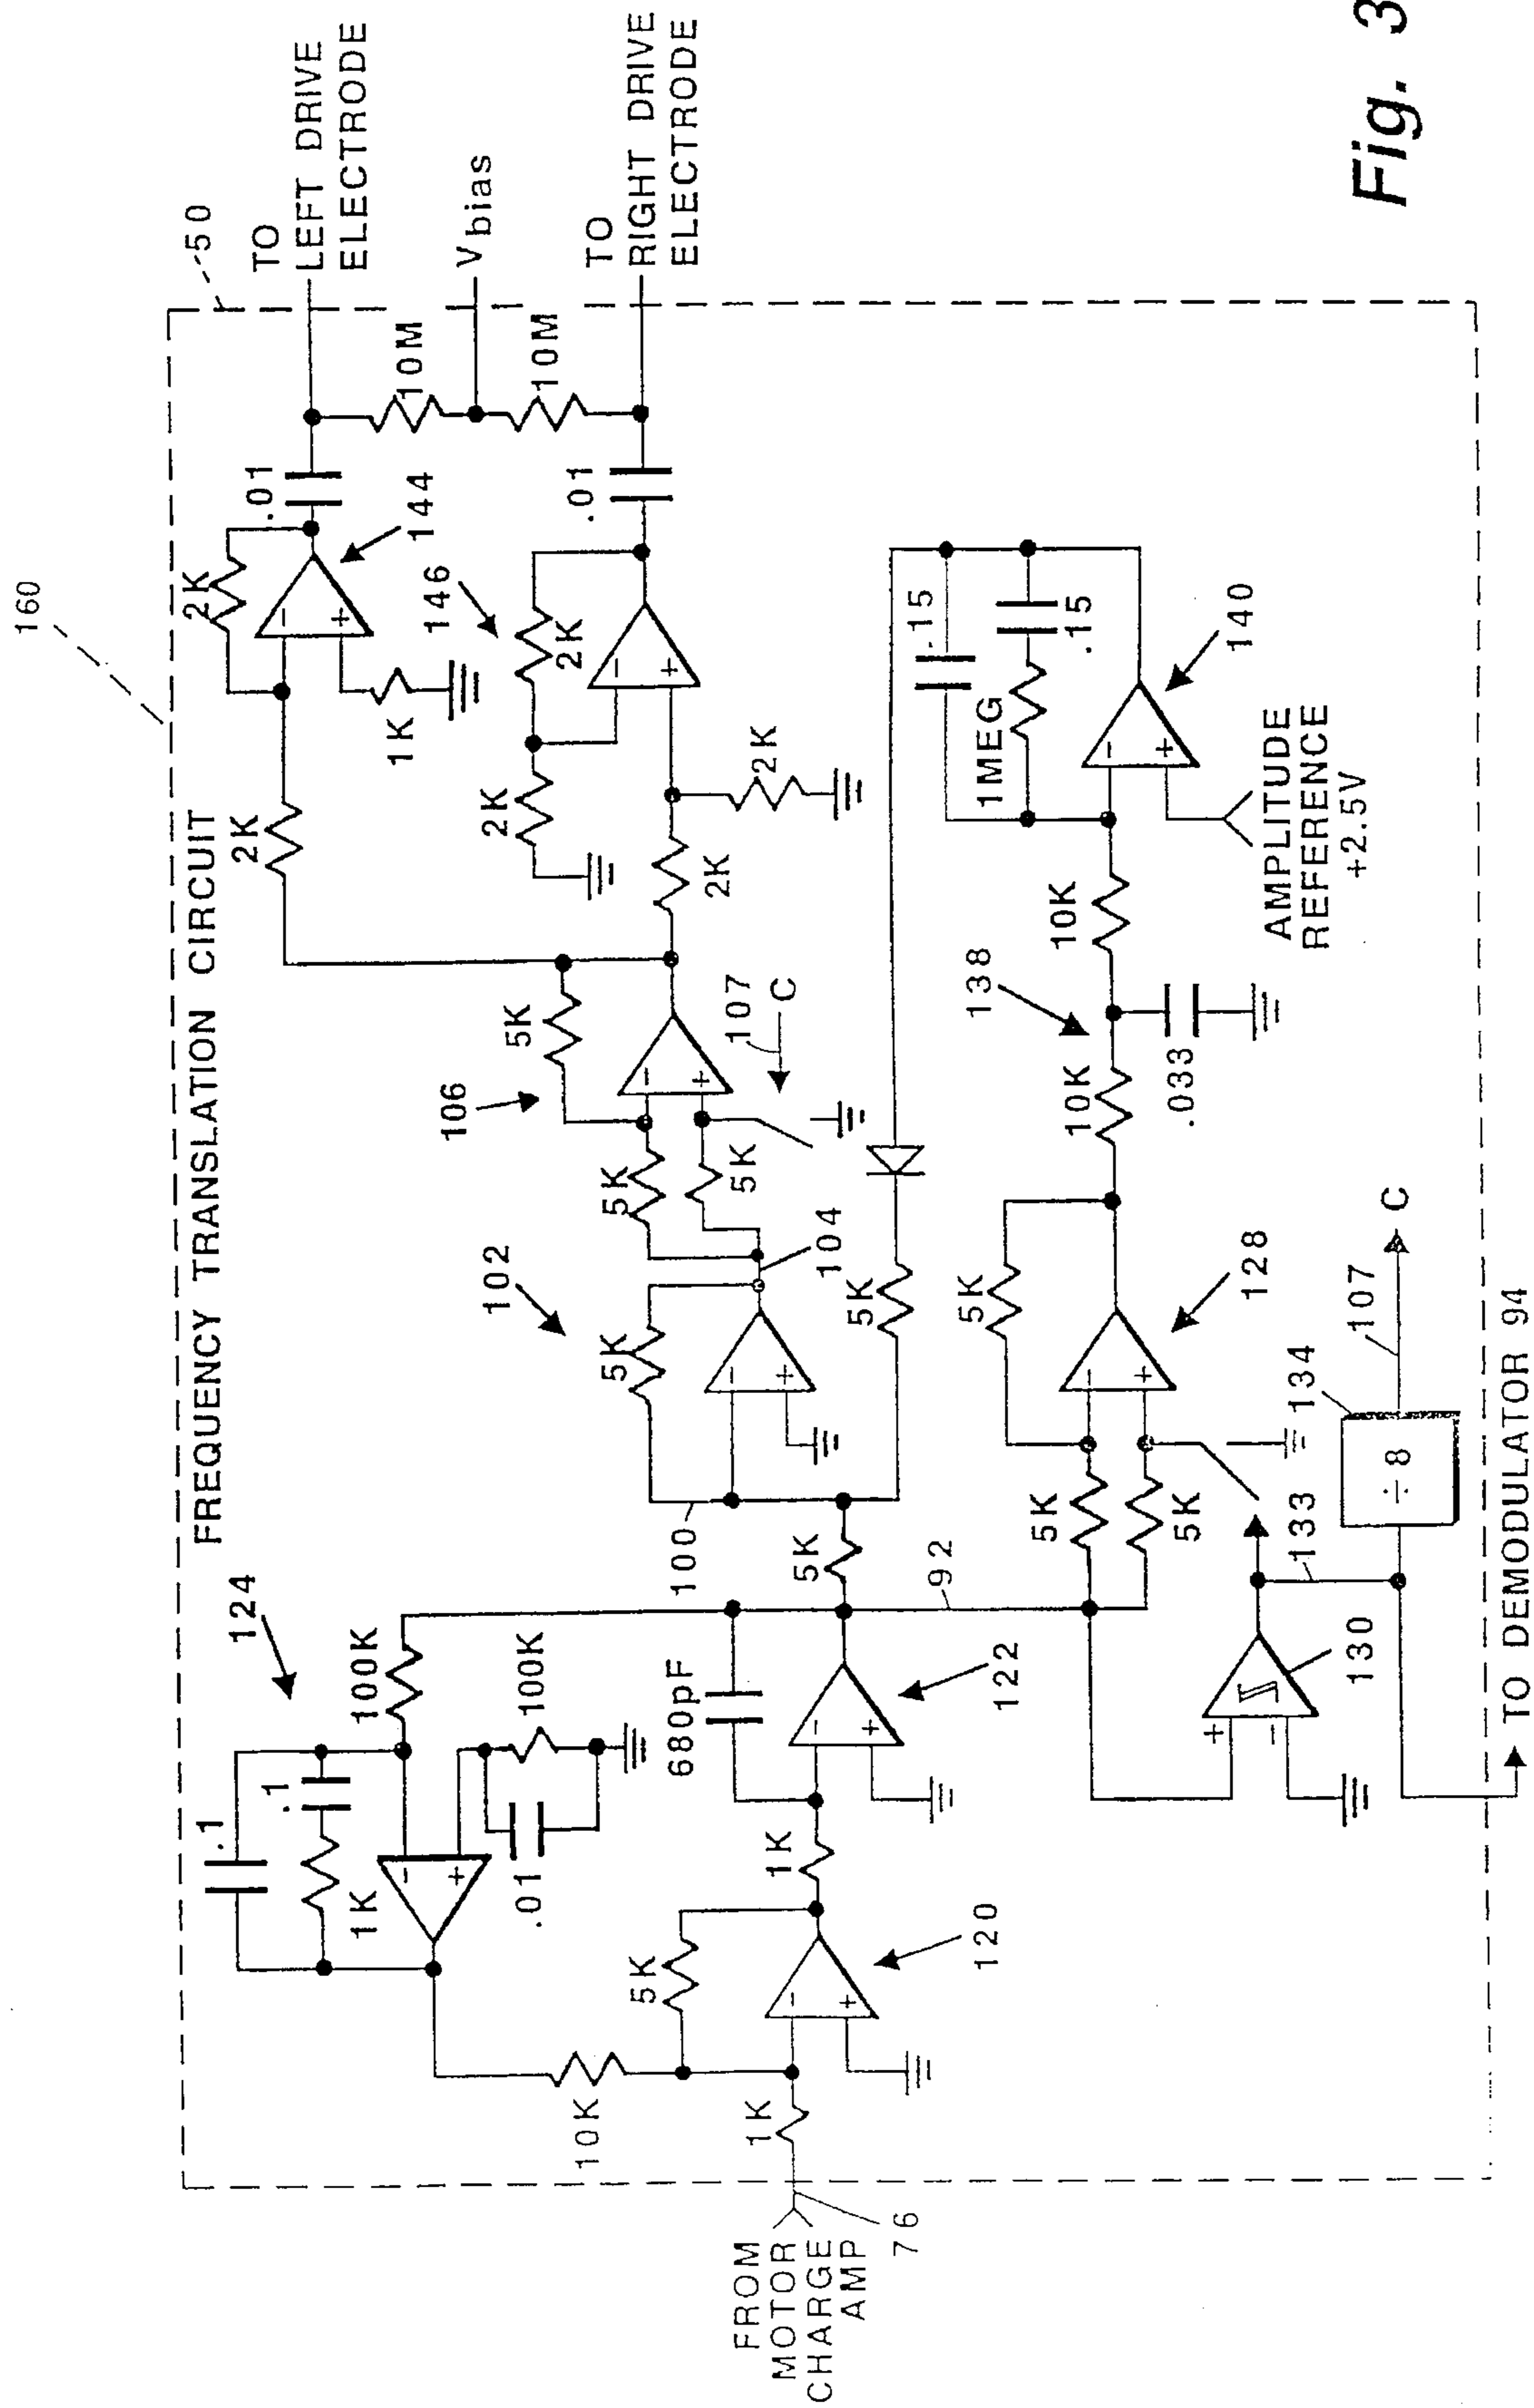 160
50
FREQUENCY TRANSLATION CIRCUIT
TO
LEFT DRIVE
ELECTRODE
Vbias
TO
RIGHT DRIVE
ELECTRODE
10M
10M
.01
.01
144
2K
2K
1K
146
2K
2K
2K
2K
106
5K
5K
5K
107
C
102
5K
104
100
5K
5K
124
100K
.1
.1
1K
100K
.01
680pF
122
1K
5K
120
10K
1K
FROM
MOTOR
CHARGE
AMP
76
92
5K
5K
5K
128
10K
138
.033
10K
.15
1MEG
.15
140
AMPLITUDE
REFERENCE
+2.5V
130
133
÷8
134
107
C
TO DEMODULATOR 94
Fig. 3